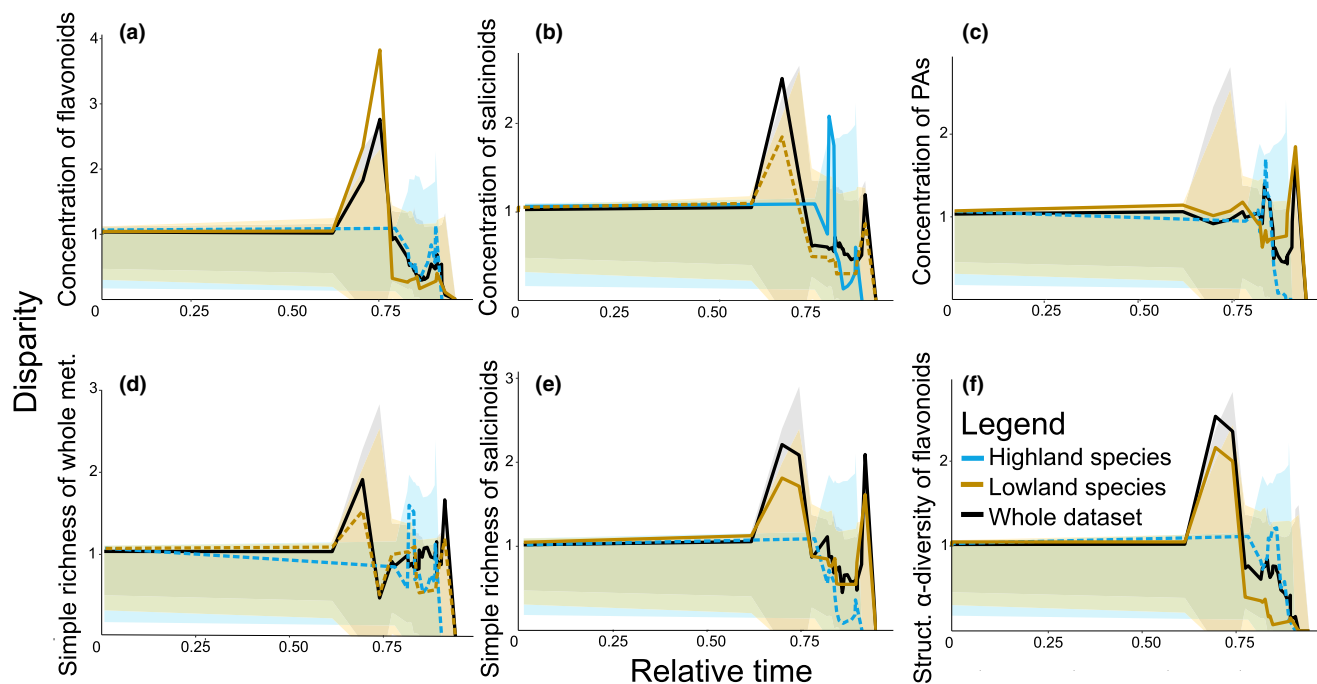 Disparity
(a)
Concentration of flavonoids
4
3
2
1
0 0.25 0.50 0.75
(b)
Concentration of salicinoids
2
1
0 0.25 0.50 0.75
(c)
Concentration of PAs
2
1
0 0.25 0.50 0.75
(d)
Simple richness of whole met.
3
2
1
0 0.25 0.50 0.75
(e)
Simple richness of salicinoids
3
2
1
0 0.25 0.50 0.75
(f)
Struct. α-diversity of flavonoids
2
1
0 0.25 0.50 0.75
Legend
Highland species
Lowland species
Whole dataset
Relative time